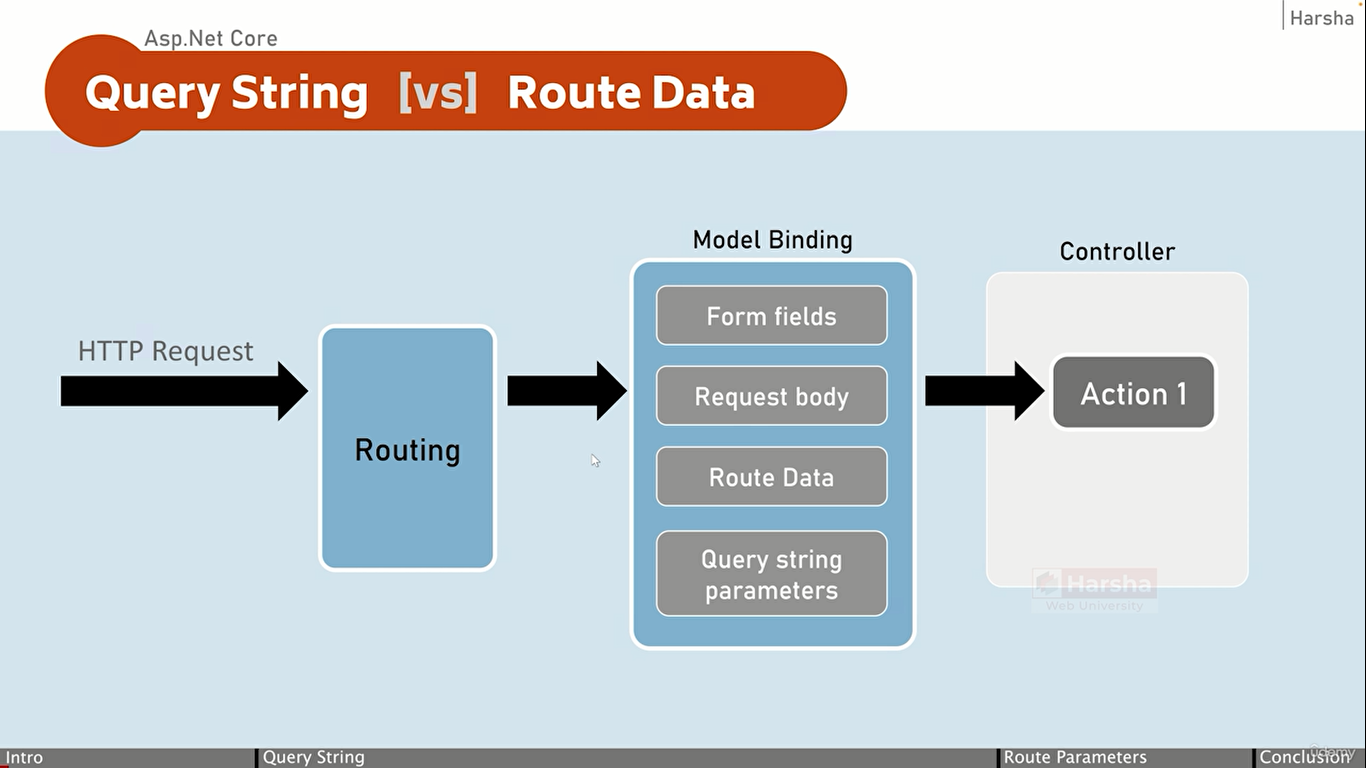 Harsha
Asp.Net Core
Query String [vs] Route Data
Model Binding
Controller
Form fields
HTTP Request
Request body
Action 1
Routing
Route Data
Query string
parameters
Harsha
Web University
Intro
Query String
Route Parameters
Conclusion
ûdemy